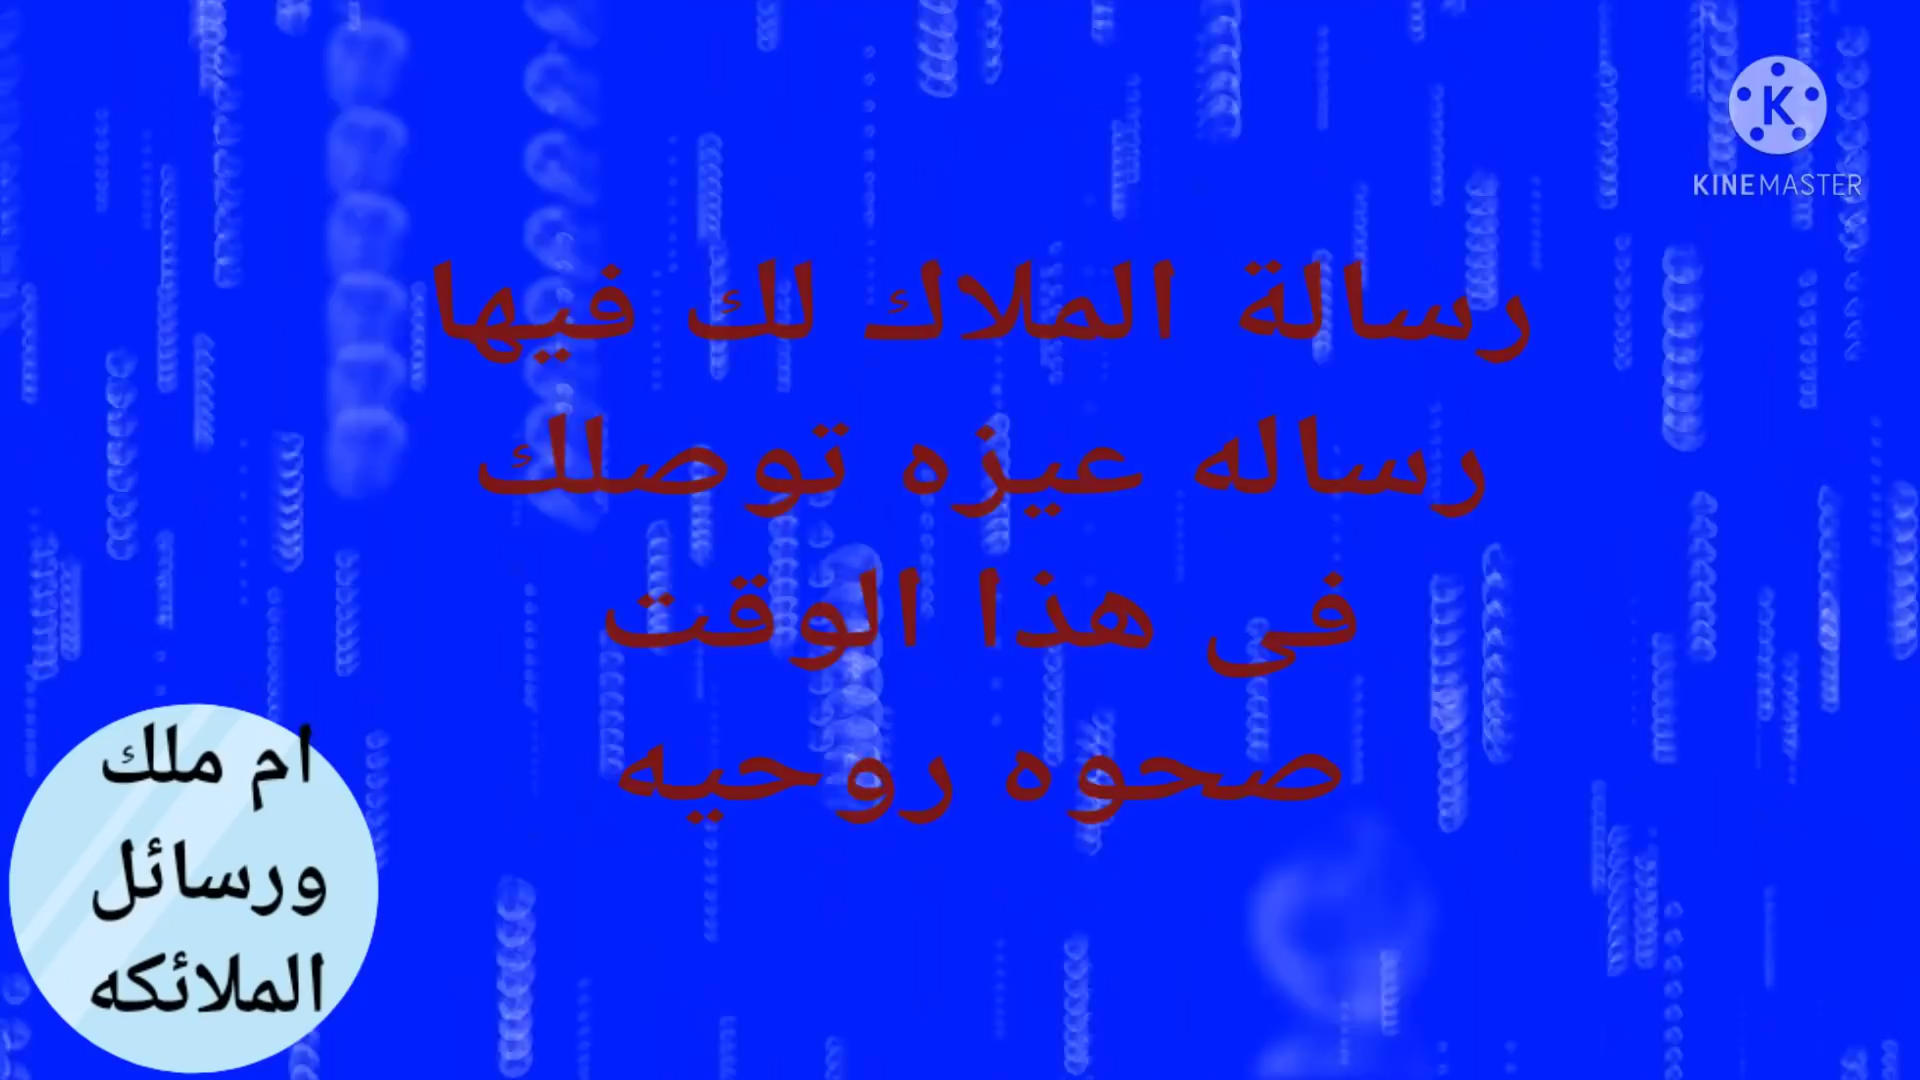 KINEMASTER
رسالة الملاك لك فيها
رساله عيزه توصلك
فى هذا الوقت
صحوه روحيه
ام ملك
ورسائل
الملائكه